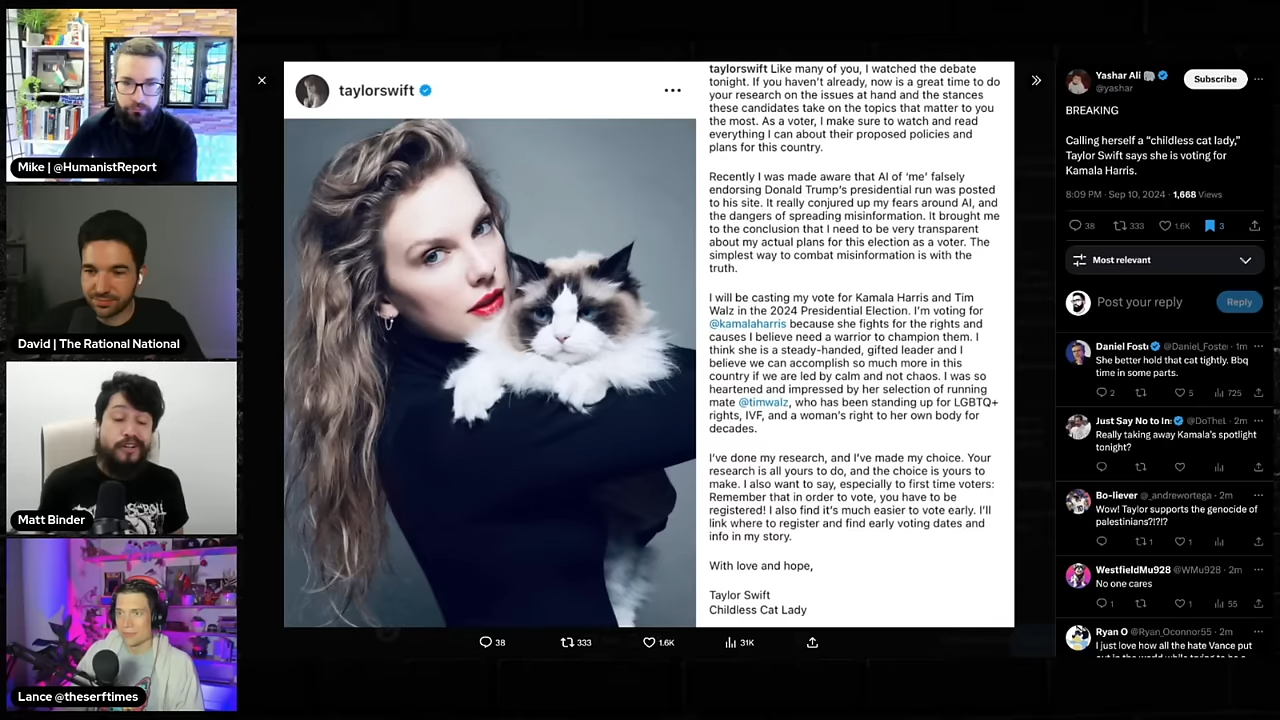 Mike | @HumanistReport
David | The Rational National
Matt Binder
Lance @theserftimes
taylorswift
taylorswift Like many of you, I watched the debate
tonight. If you haven't already, now is a great time to do
your research on the issues at hand and the stances
these candidates take on the topics that matter to you
the most. As a voter, I make sure to watch and read
everything I can about their proposed policies and
plans for this country.
Recently I was made aware that AI of 'me' falsely
endorsing Donald Trump's presidential run was posted
to his site. It really conjured up my fears around AI, and
the dangers of spreading misinformation. It brought me
to the conclusion that I need to be very transparent
about my actual plans for this election as a voter. The
simplest way to combat misinformation is with the
truth.
I will be casting my vote for Kamala Harris and Tim
Walz in the 2024 Presidential Election. I'm voting for
@kamalaharris because she fights for the rights and
causes I believe need a warrior to champion them. I
think she is a steady-handed, gifted leader and I
believe we can accomplish so much more in this
country if we are led by calm and not chaos. I was so
heartened and impressed by her selection of running
mate @timwalz, who has been standing up for LGBTQ+
rights, IVF, and a woman's right to her own body for
decades.
I've done my research, and I've made my choice. Your
research is all yours to do, and the choice is yours to
make. I also want to say, especially to first time voters:
Remember that in order to vote, you have to be
registered! I also find it's much easier to vote early. I'll
link where to register and find early voting dates and
info in my story.
With love and hope,
Taylor Swift
Childless Cat Lady
38 333 1.6K 31K
Yashar Ali
@yashar
Subscribe
BREAKING
Calling herself a “childless cat lady,”
Taylor Swift says she is voting for
Kamala Harris.
8:09 PM · Sep 10, 2024 · 1,668 Views
38 333 1.6K 3
Most relevant
Post your reply
Reply
Daniel Foste @Daniel_Foste · 1m
She better hold that cat tightly. Bbq
time in some parts.
2 5 725
Just Say No to In: @DoTheL · 2m
Really taking away Kamala's spotlight
tonight?
Bo-liever @_andrewortega · 2m
Wow! Taylor supports the genocide of
palestinians?!?!?
1 1
WestfieldMu928 @WMu928 · 2m
No one cares
1 1 55
Ryan O @Ryan_Oconnor55 · 2m
I just love how all the hate Vance put